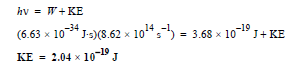 hν = W + KE
(6.63 × 10⁻³⁴ J·s)(8.62 × 10¹⁴ s⁻¹) = 3.68 × 10⁻¹⁹ J + KE
KE = 2.04 × 10⁻¹⁹ J